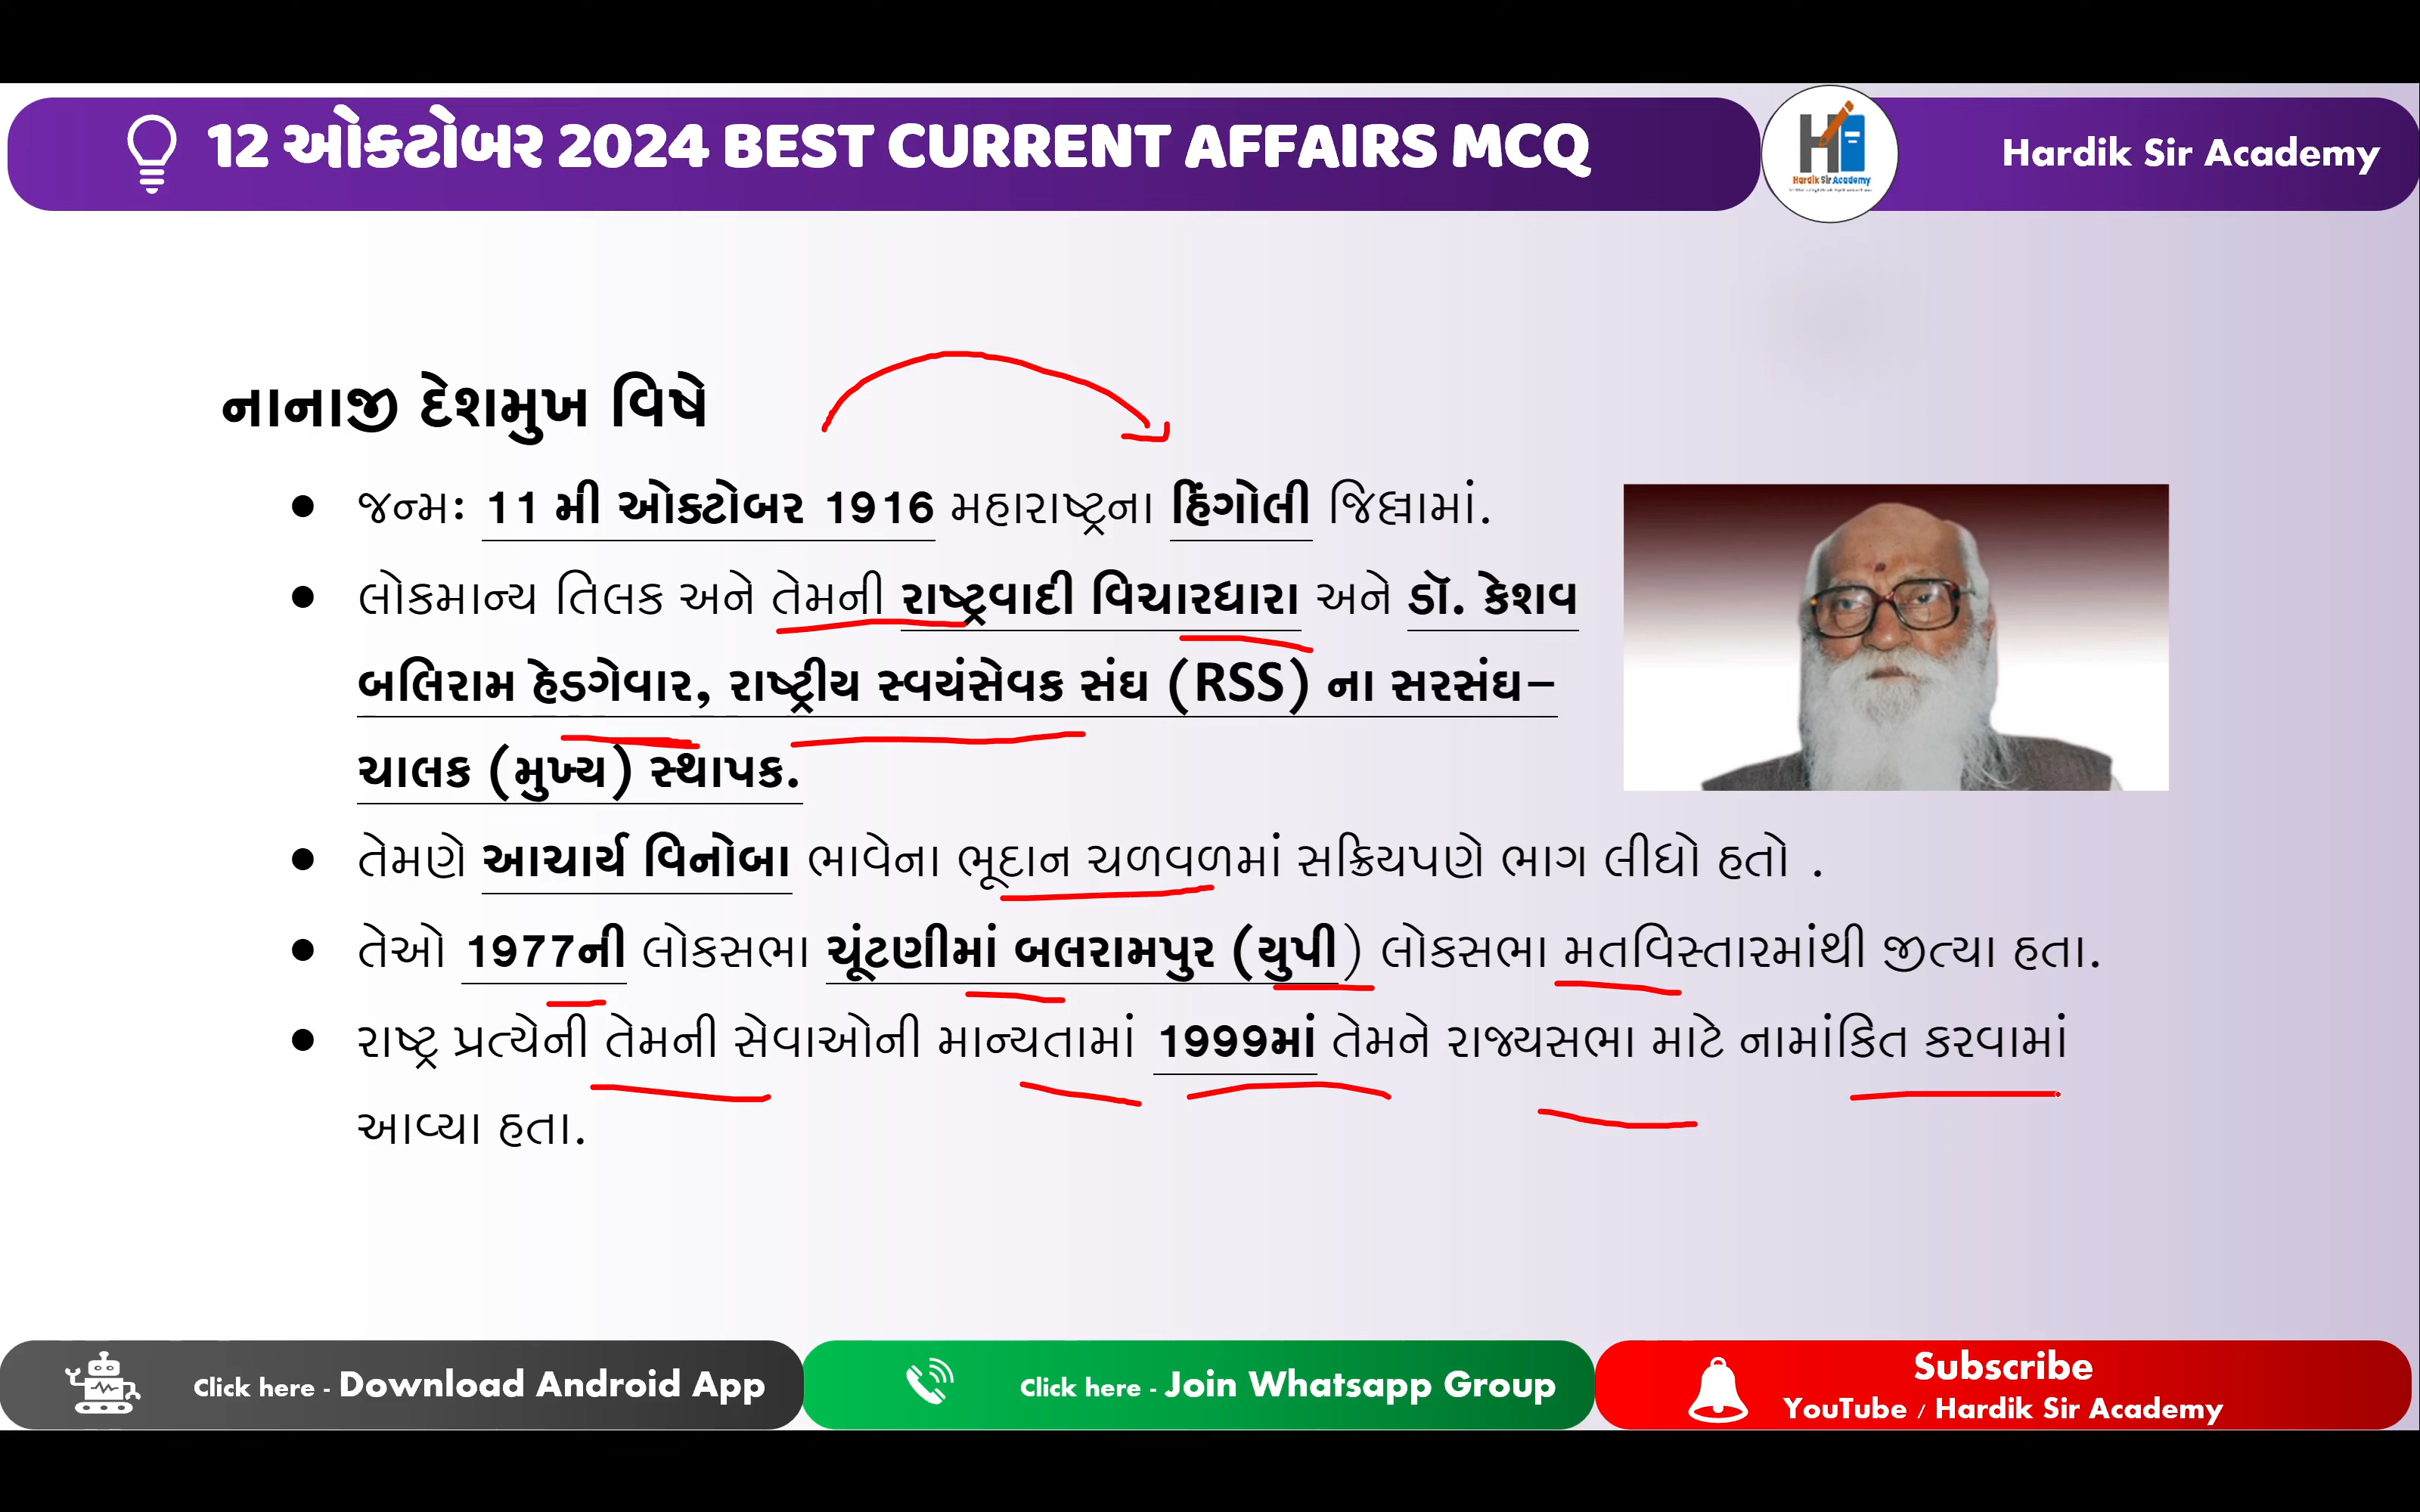 12 ઓક્ટોબર 2024 BEST CURRENT AFFAIRS MCQ
Hardik Sir Academy
Hardik Sir Academy
નાનાજી દેશમુખ વિષે
● જન્મઃ 11 મી ઓક્ટોબર 1916 મહારાષ્ટ્રના હિંગોલી જિલ્લામાં.
● લોકમાન્ય તિલક અને તેમની રાષ્ટ્રવાદી વિચારધારા અને ડૉ. કેશવ
બલિરામ હેડગેવાર, રાષ્ટ્રીય સ્વયંસેવક સંઘ (RSS) ના સરસંઘ–
ચાલક (મુખ્ય) સ્થાપક.
● તેમણે આચાર્ય વિનોબા ભાવેના ભૂદાન ચળવળમાં સક્રિયપણે ભાગ લીધો હતો .
● તેઓ 1977ની લોકસભા ચૂંટણીમાં બલરામપુર (યુપી) લોકસભા મતવિસ્તારમાંથી જીત્યા હતા.
● રાષ્ટ્ર પ્રત્યેની તેમની સેવાઓની માન્યતામાં 1999માં તેમને રાજ્યસભા માટે નામાંકિત કરવામાં
આવ્યા હતા.
Click here - Download Android App
Click here - Join Whatsapp Group
Subscribe
YouTube / Hardik Sir Academy